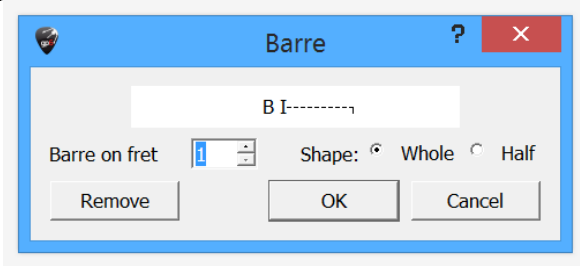 Barre ?
B I---------┐
Barre on fret 1 Shape: Whole Half
Remove OK Cancel